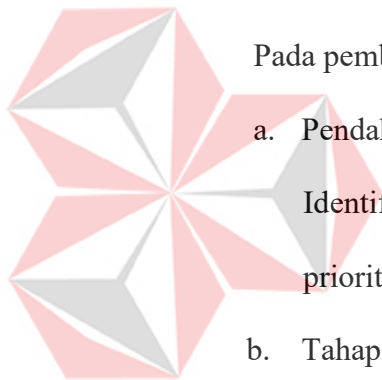 Pada pemb
a. Pendal
Identif
priorit
b. Tahap